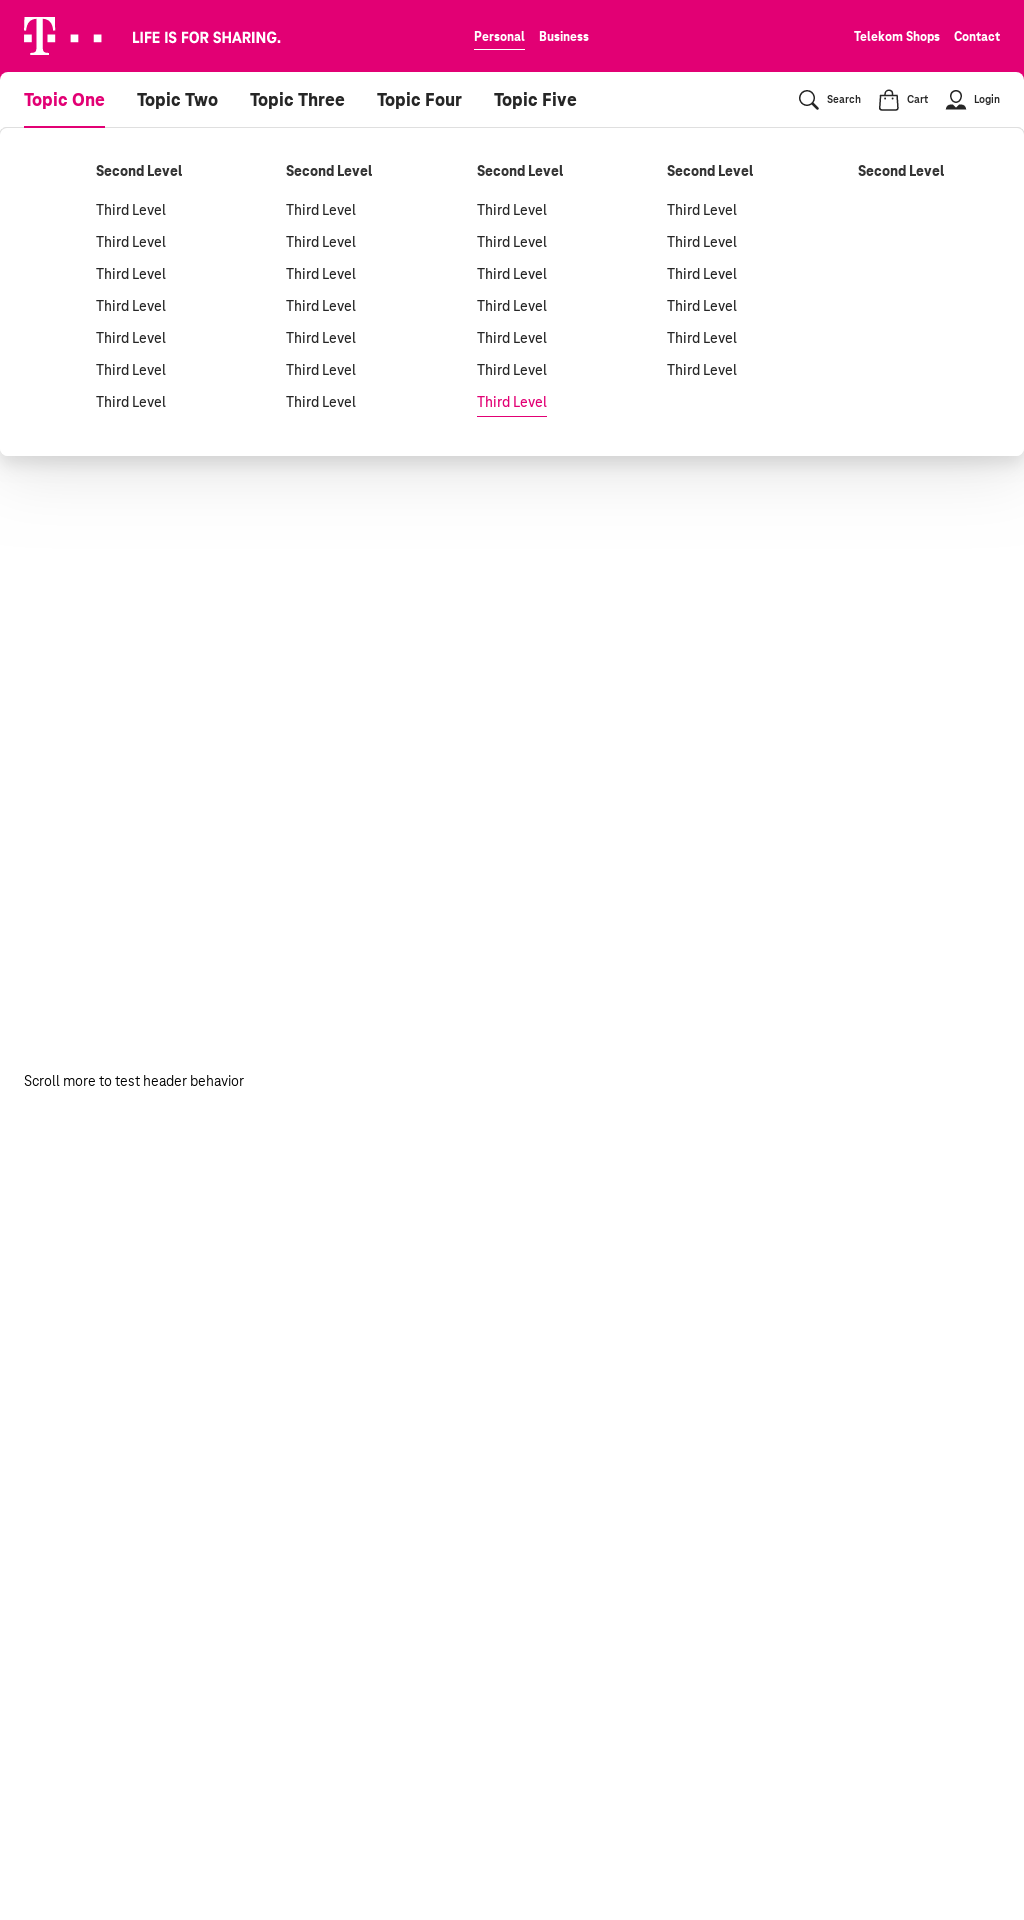 T LIFE IS FOR SHARING. Personal Business Telekom Shops Contact
Topic One Topic Two Topic Three Topic Four Topic Five Search Cart Login
Second Level Second Level Second Level Second Level Second Level
Third Level Third Level Third Level Third Level
Third Level Third Level Third Level Third Level
Third Level Third Level Third Level Third Level
Third Level Third Level Third Level Third Level
Third Level Third Level Third Level Third Level
Third Level Third Level Third Level Third Level
Third Level Third Level Third Level
Scroll more to test header behavior